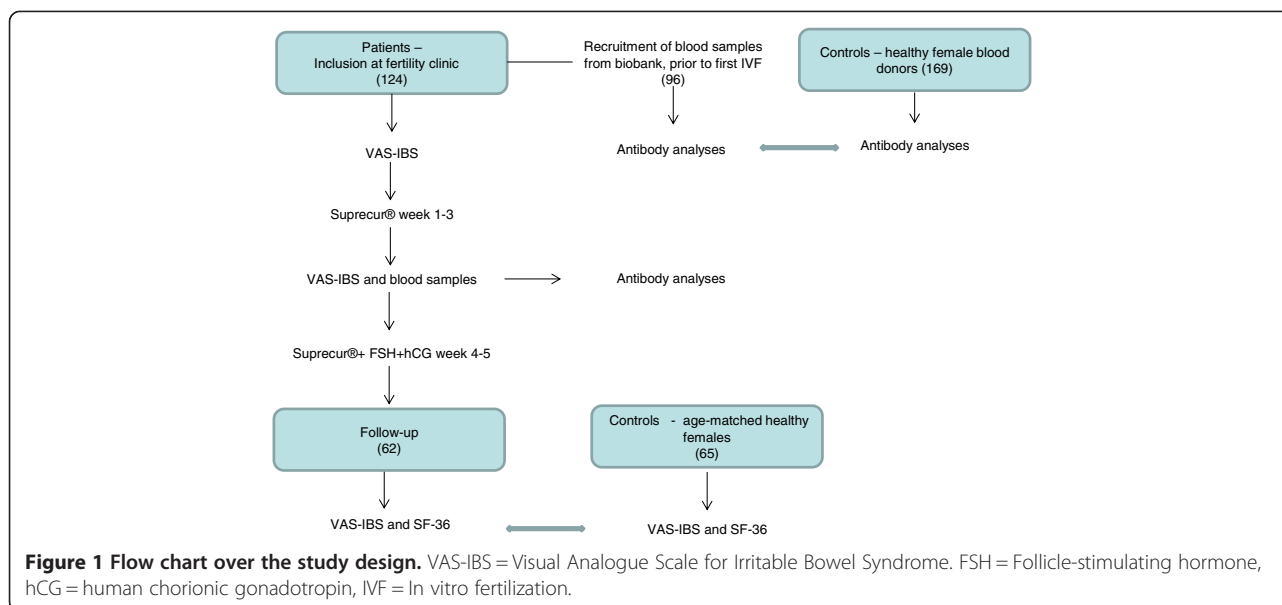 Patients –
Inclusion at fertility clinic
(124)
Recruitment of blood samples
from biobank, prior to first IVF
(96)
Controls – healthy female blood
donors (169)
VAS-IBS
Antibody analyses
Antibody analyses
Suprecur® week 1-3
VAS-IBS and blood samples
Antibody analyses
Suprecur®+ FSH+hCG week 4-5
Follow-up
(62)
Controls - age-matched healthy
females
(65)
VAS-IBS and SF-36
VAS-IBS and SF-36
Figure 1 Flow chart over the study design. VAS-IBS = Visual Analogue Scale for Irritable Bowel Syndrome. FSH = Follicle-stimulating hormone,
hCG = human chorionic gonadotropin, IVF = In vitro fertilization.